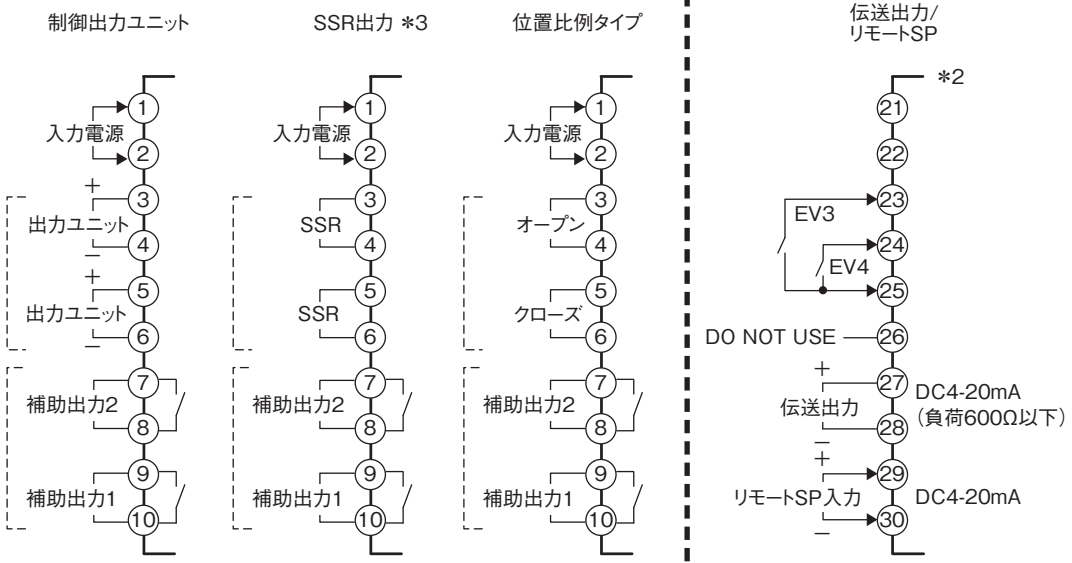 制御出力ユニット
①
入力電源
②
+
③
出力ユニット
④
−
+
⑤
出力ユニット
⑥
−
⑦
補助出力2
⑧
⑨
補助出力1
⑩
SSR出力 *3
①
入力電源
②
③
SSR
④
⑤
SSR
⑥
⑦
補助出力2
⑧
⑨
補助出力1
⑩
位置比例タイプ
①
入力電源
②
③
オープン
④
⑤
クローズ
⑥
⑦
補助出力2
⑧
⑨
補助出力1
⑩
伝送出力/
リモートSP
*2
㉑
㉒
㉓
EV3
㉔
EV4
㉕
DO NOT USE ㉖
+
㉗ DC4-20mA
伝送出力 (負荷600Ω以下)
㉘
−
+
㉙
リモートSP入力 DC4-20mA
㉚
−